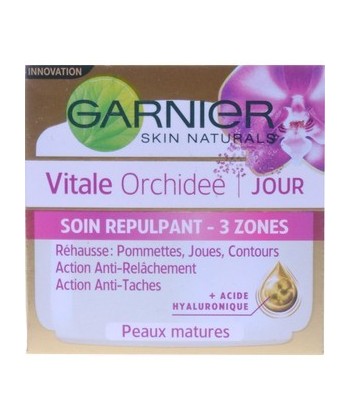 INNOVATION
GARNIER
SKIN NATURALS
Vitale Orchidée | JOUR
SOIN REPULPANT - 3 ZONES
Réhausse: Pommettes, Joues, Contours
Action Anti-Relâchement
Action Anti-Taches
+ ACIDE
HYALURONIQUE
Peaux matures